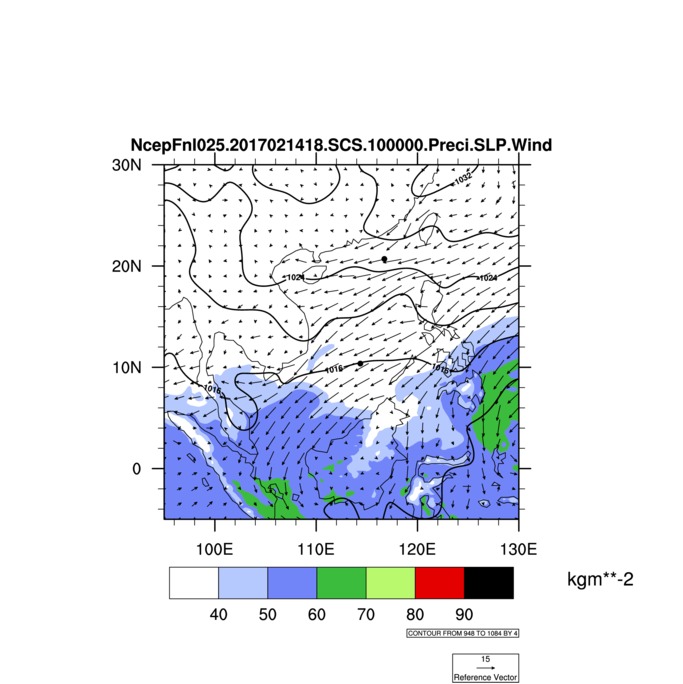 NcepFnl025.2017021418.SCS.100000.Preci.SLP.Wind
30N
1032
20N
1024
1024
10N
1016
1016
1016
0
100E
110E
120E
130E
kgm**-2
40
50
60
70
80
90
CONTOUR FROM 948 TO 1084 BY 4
15
Reference Vector